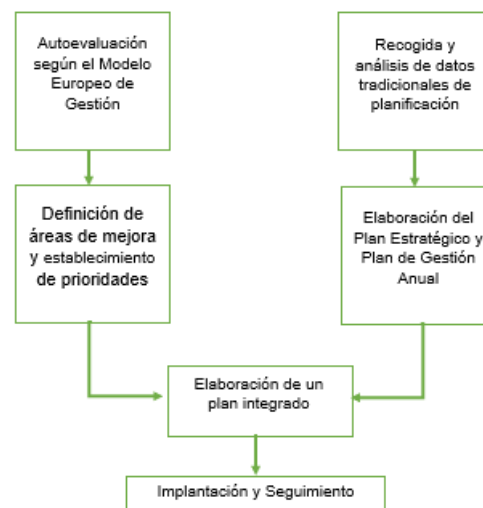 Autoevaluación
según el Modelo
Europeo de
Gestión
Recogida y
análisis de datos
tradicionales de
planificación
Definición de
áreas de mejora
y establecimiento
de prioridades
Elaboración del
Plan Estratégico y
Plan de Gestión
Anual
Elaboración de un
plan integrado
Implantación y Seguimiento